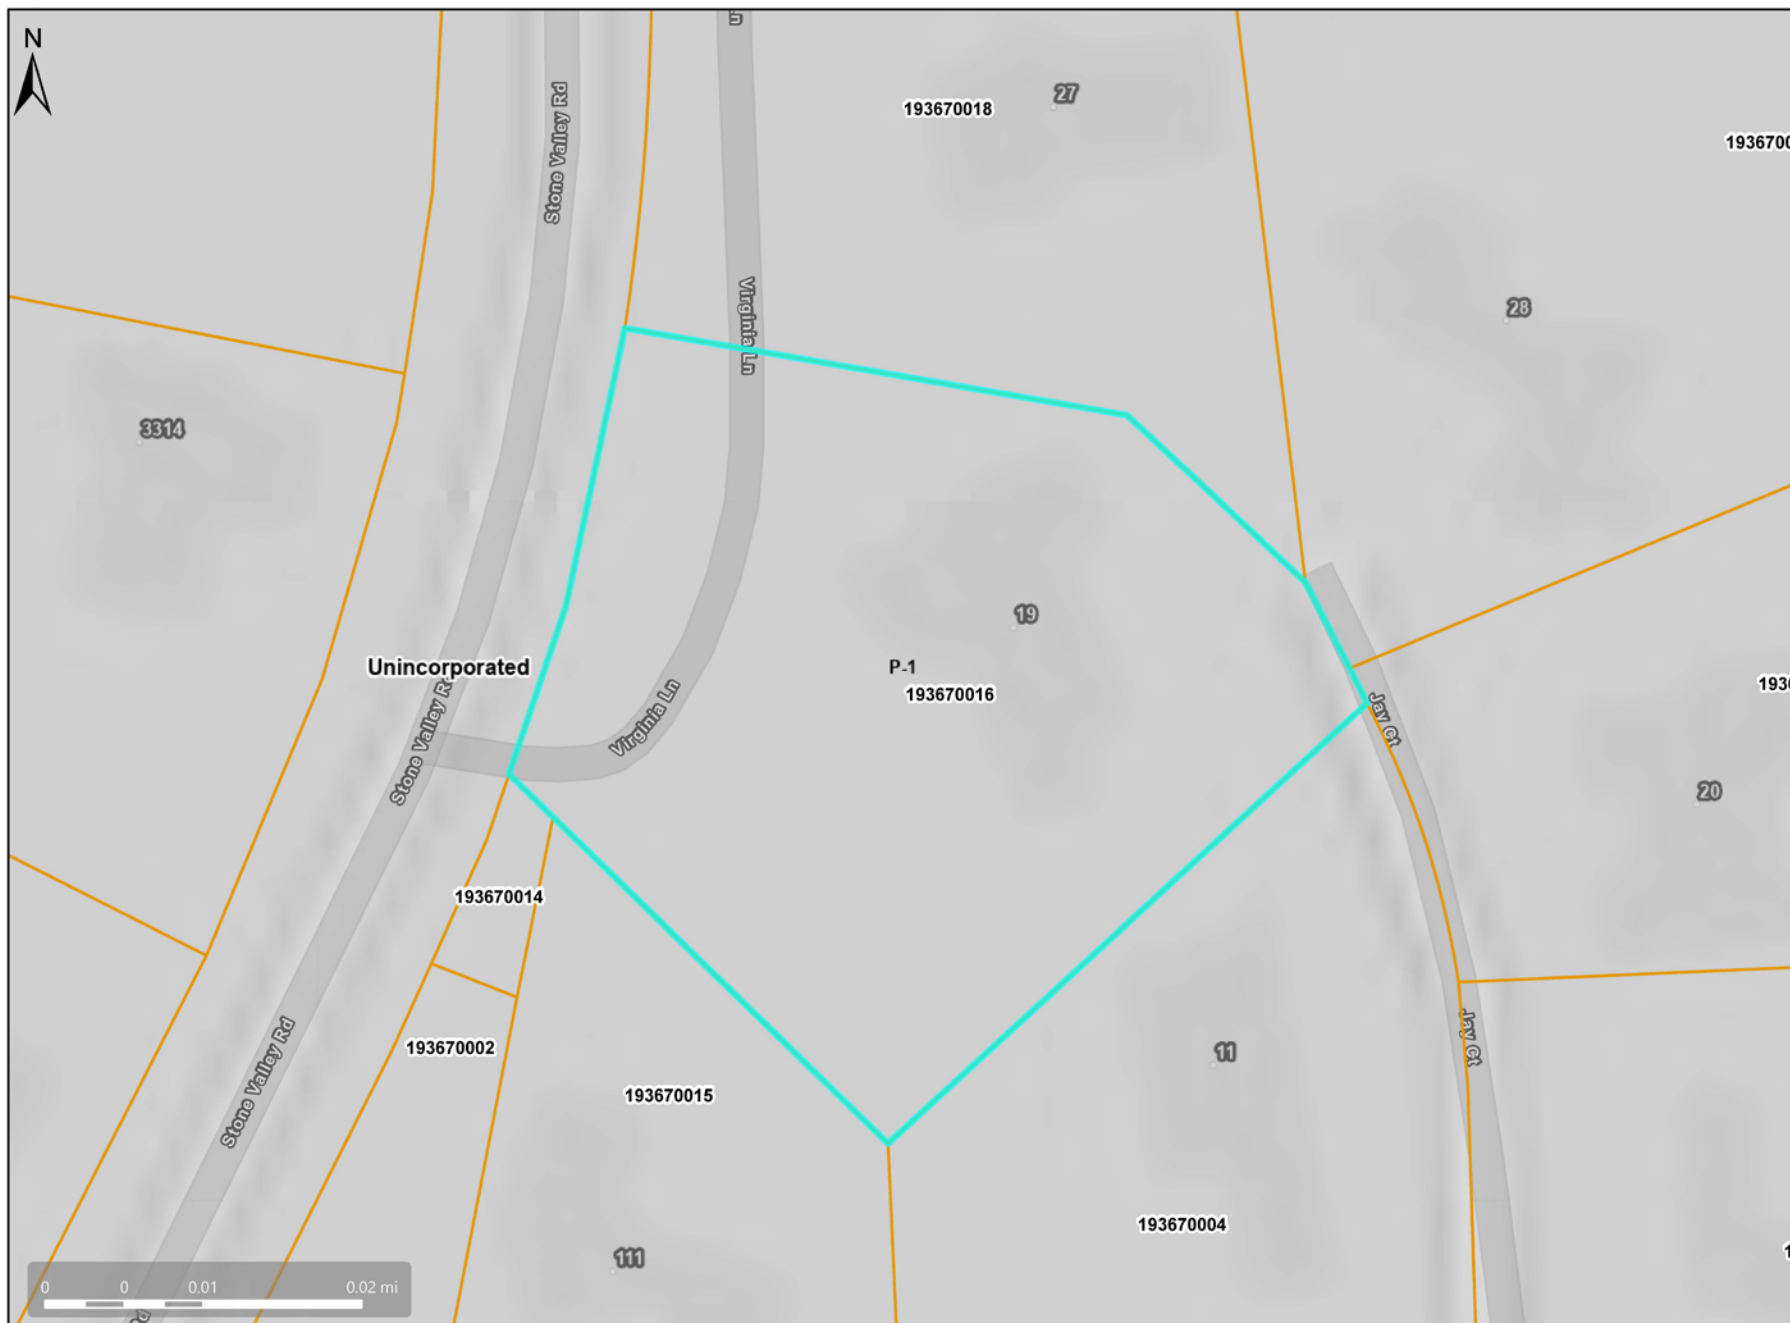 N
Stone Valley Rd
27
193670018
28
Virginia Ln
3314
19
Unincorporated
P-1
193670016
Stone Valley Rd
Virginia Ln
Jay Ct
20
193670014
193670002
Jay Ct
11
Stone Valley Rd
193670015
193670004
111
0 0 0.01 0.02 mi
Rd